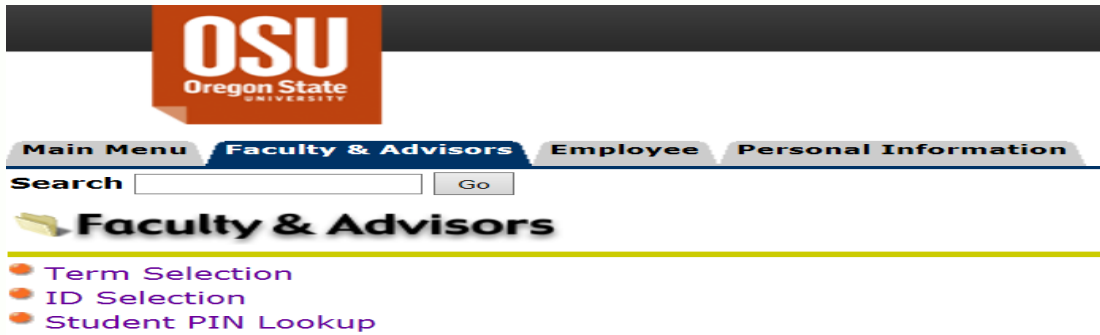 OSU
Oregon State
UNIVERSITY
Main Menu Faculty & Advisors Employee Personal Information
Search Go
Faculty & Advisors
Term Selection
ID Selection
Student PIN Lookup